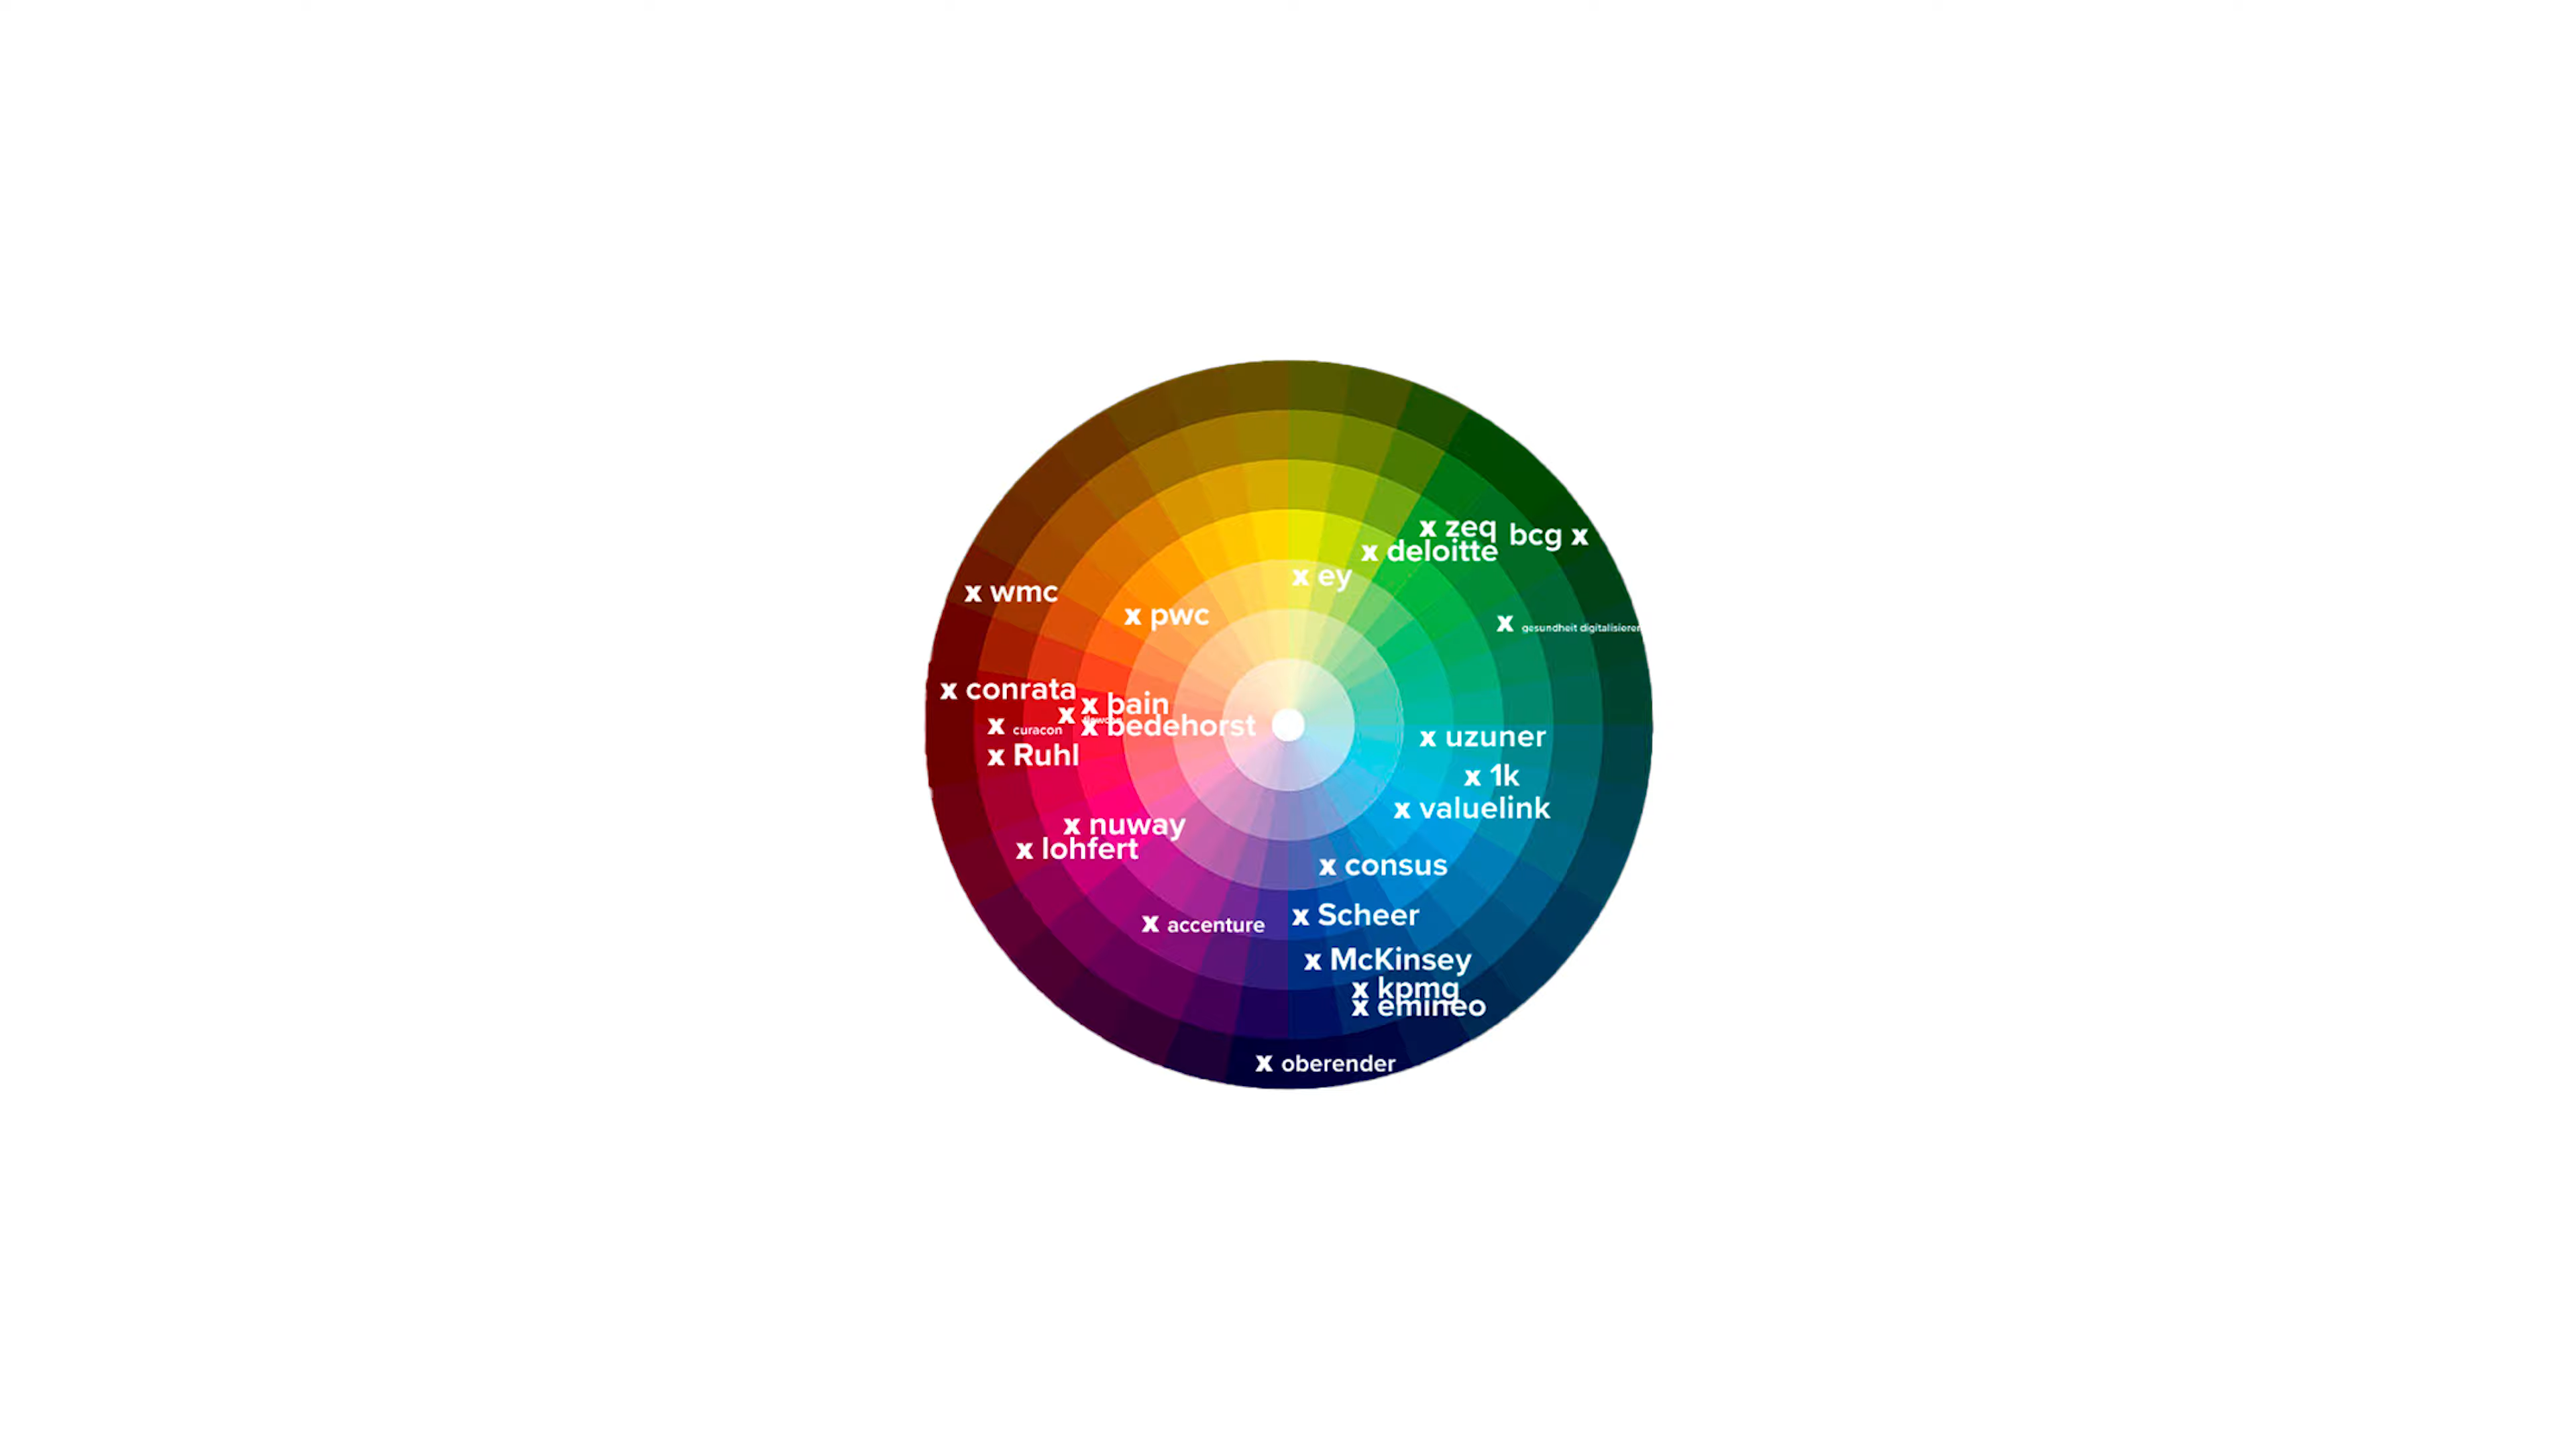 x zeq
bcg x
x deloitte
x ey
x wmc
x pwc
x gesundheit digitalisieren
x conrata
x bain
x
x curacon
x bedehorst
x uzuner
x Ruhl
x 1k
x valuelink
x nuway
x lohfert
x consus
x Scheer
x accenture
x McKinsey
x kpmg
x emineo
x oberender